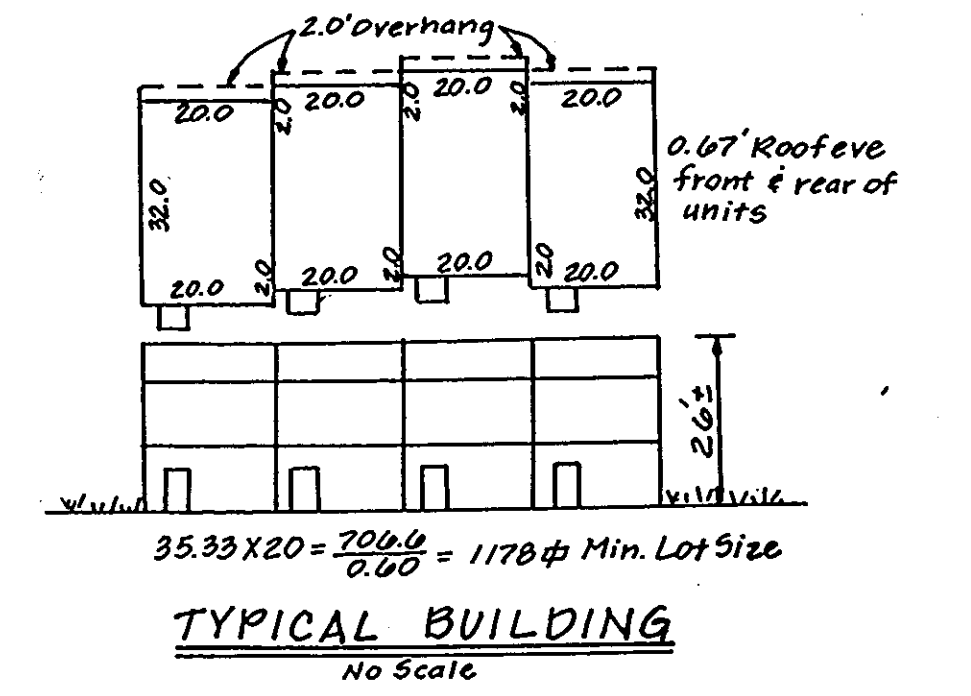 2.0' Overhang
20.0 20.0 20.0 20.0
2.0 2.0 2.0
0.67' Roof eve
front & rear of
units
32.0 32.0
2.0 2.0 2.0
20.0 20.0 20.0 20.0
26'±
35.33 X 20 = 706.6 / 0.60 = 1178 ⌽ Min. Lot Size
TYPICAL BUILDING
No Scale